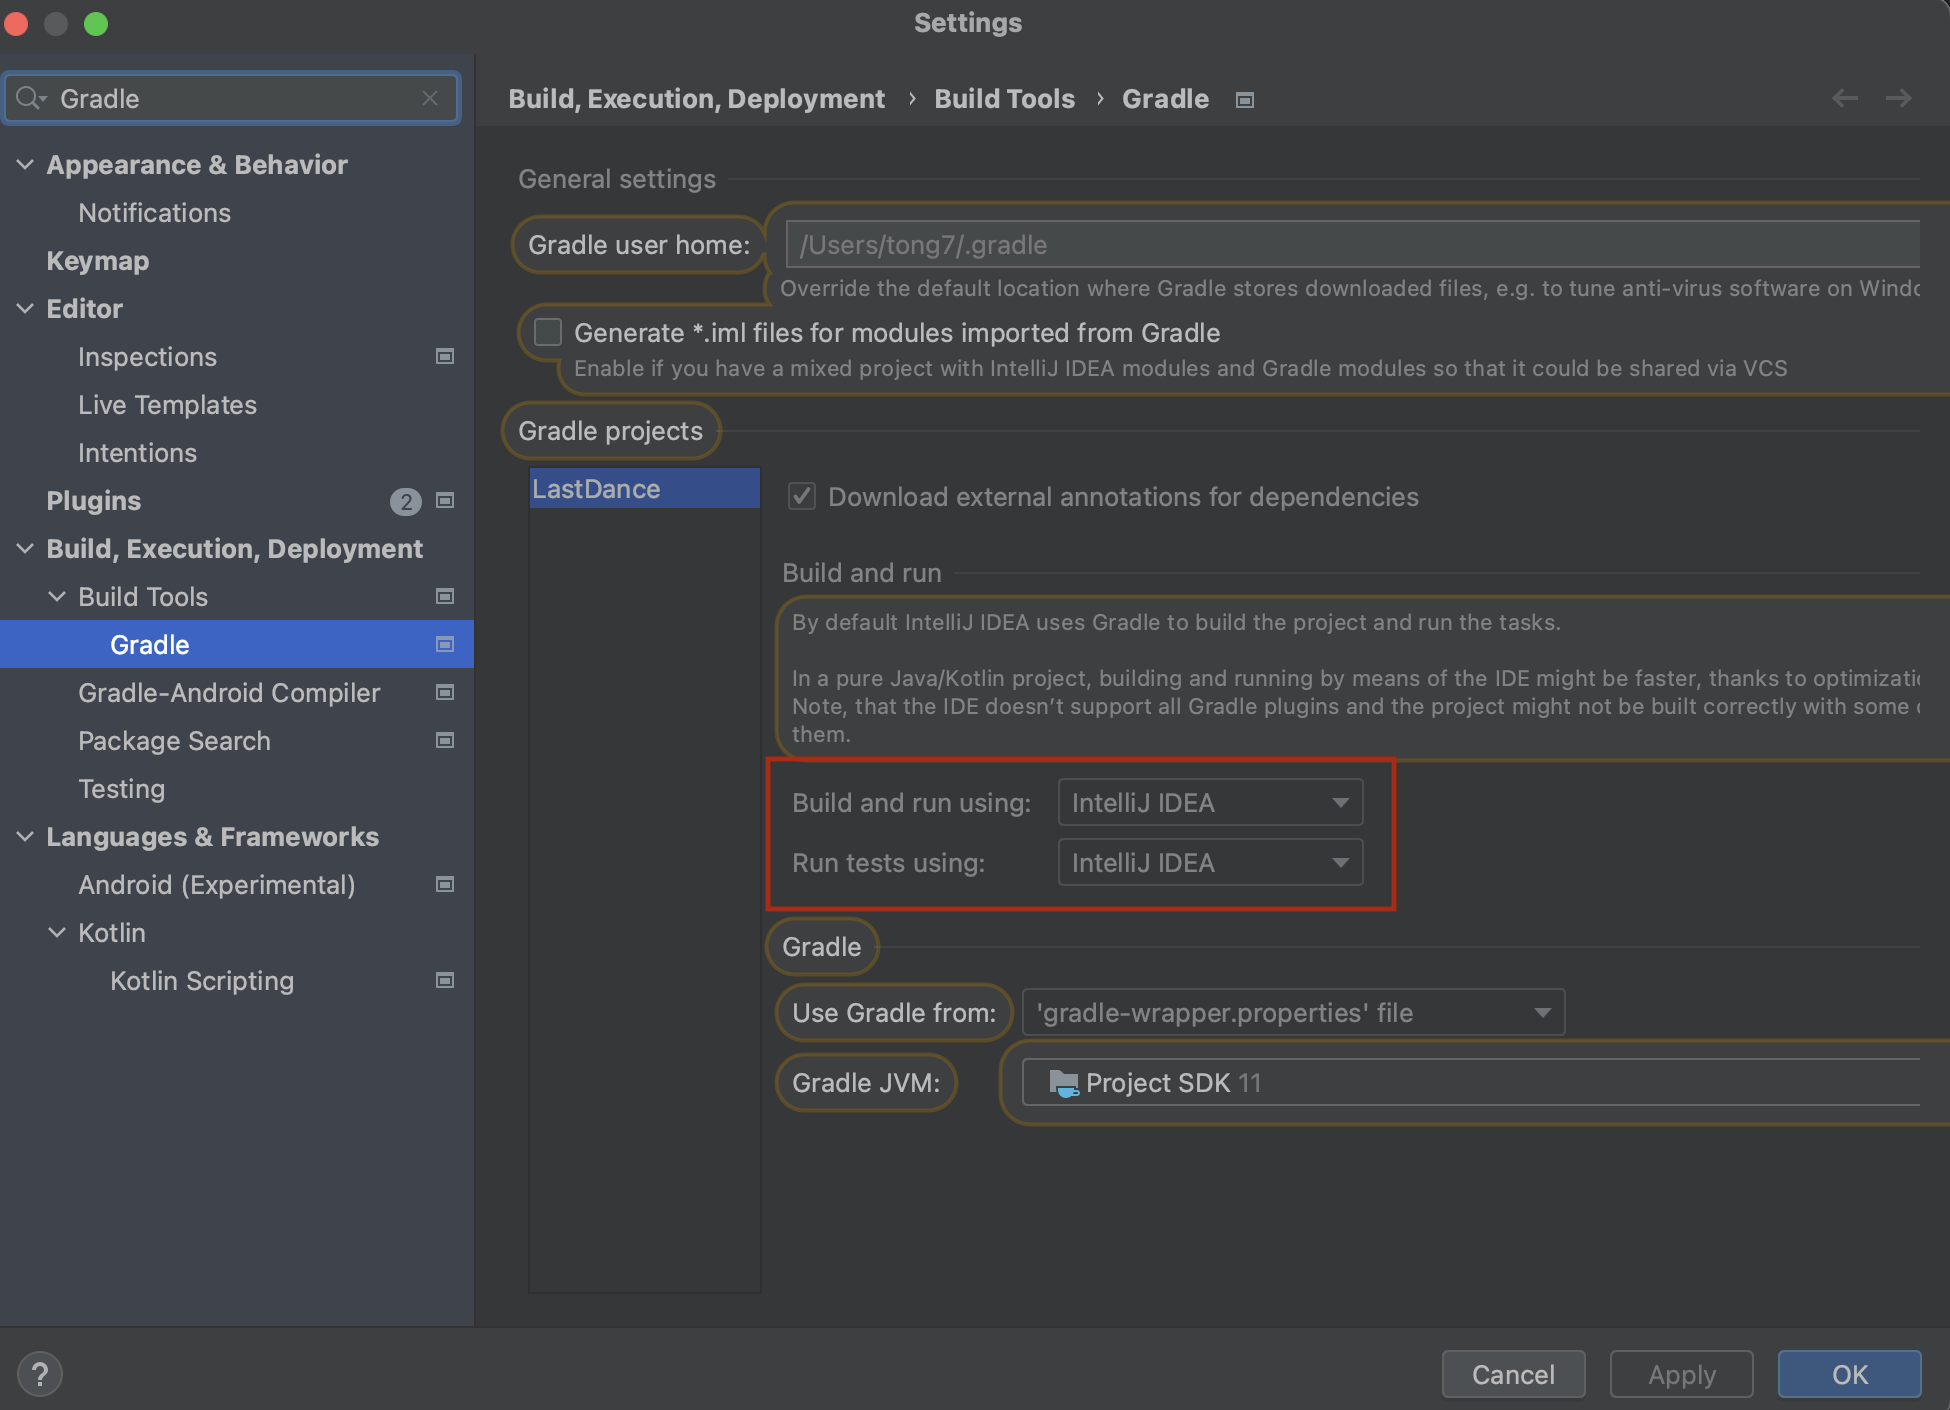 Settings
Gradle
Appearance & Behavior
Notifications
Keymap
Editor
Inspections
Live Templates
Intentions
Plugins
2
Build, Execution, Deployment
Build Tools
Gradle
Gradle-Android Compiler
Package Search
Testing
Languages & Frameworks
Android (Experimental)
Kotlin
Kotlin Scripting
Build, Execution, Deployment › Build Tools › Gradle
General settings
Gradle user home: /Users/tong7/.gradle
Override the default location where Gradle stores downloaded files, e.g. to tune anti-virus software on
Generate *.iml files for modules imported from Gradle
Enable if you have a mixed project with IntelliJ IDEA modules and Gradle modules so that it could be shared via VCS
Gradle projects
LastDance
Download external annotations for dependencies
Build and run
By default IntelliJ IDEA uses Gradle to build the project and run the tasks.
In a pure Java/Kotlin project, building and running by means of the IDE might be faster, thanks to
Note, that the IDE doesn't support all Gradle plugins and the project might not be built correctly with some
them.
Build and run using: IntelliJ IDEA
Run tests using: IntelliJ IDEA
Gradle
Use Gradle from: 'gradle-wrapper.properties' file
Gradle JVM: Project SDK 11
?
Cancel
Apply
OK